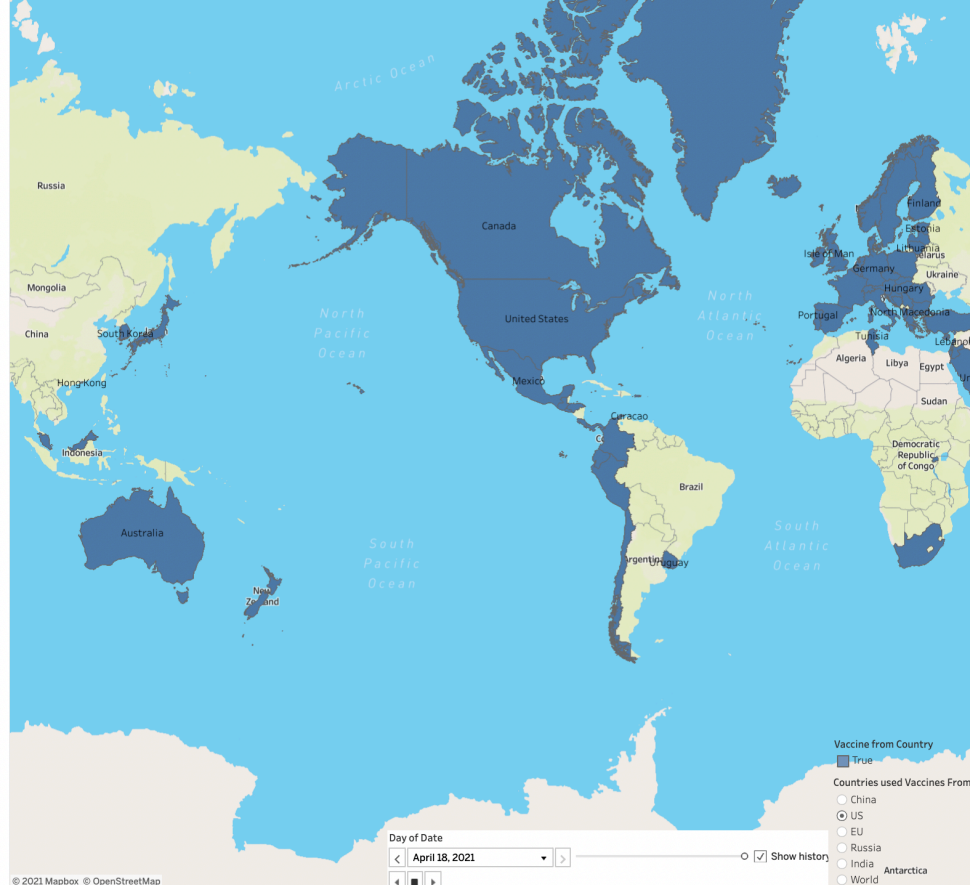 Arctic Ocean
Russia
Canada
Finland
Estonia
Lithuania
elarus
Isle of Man
Germany
Ukraine
Mongolia
Hungary
North
Pacific
Ocean
North
Atlantic
Ocean
United States
Portugal
North Macedonia
China
South Korea
Tunisia
Lebanon
Algeria
Libya
Egypt
Hong Kong
Mexico
Sudan
Curacao
Indonesia
Democratic
Republic
of Congo
Brazil
Australia
South
Pacific
Ocean
South
Atlantic
Ocean
Argentina
Uruguay
New
Zealand
Vaccine from Country
True
Countries used Vaccines From
China
US
EU
Russia
India
World
Antarctica
Day of Date
April 18, 2021
Show history
© 2021 Mapbox © OpenStreetMap